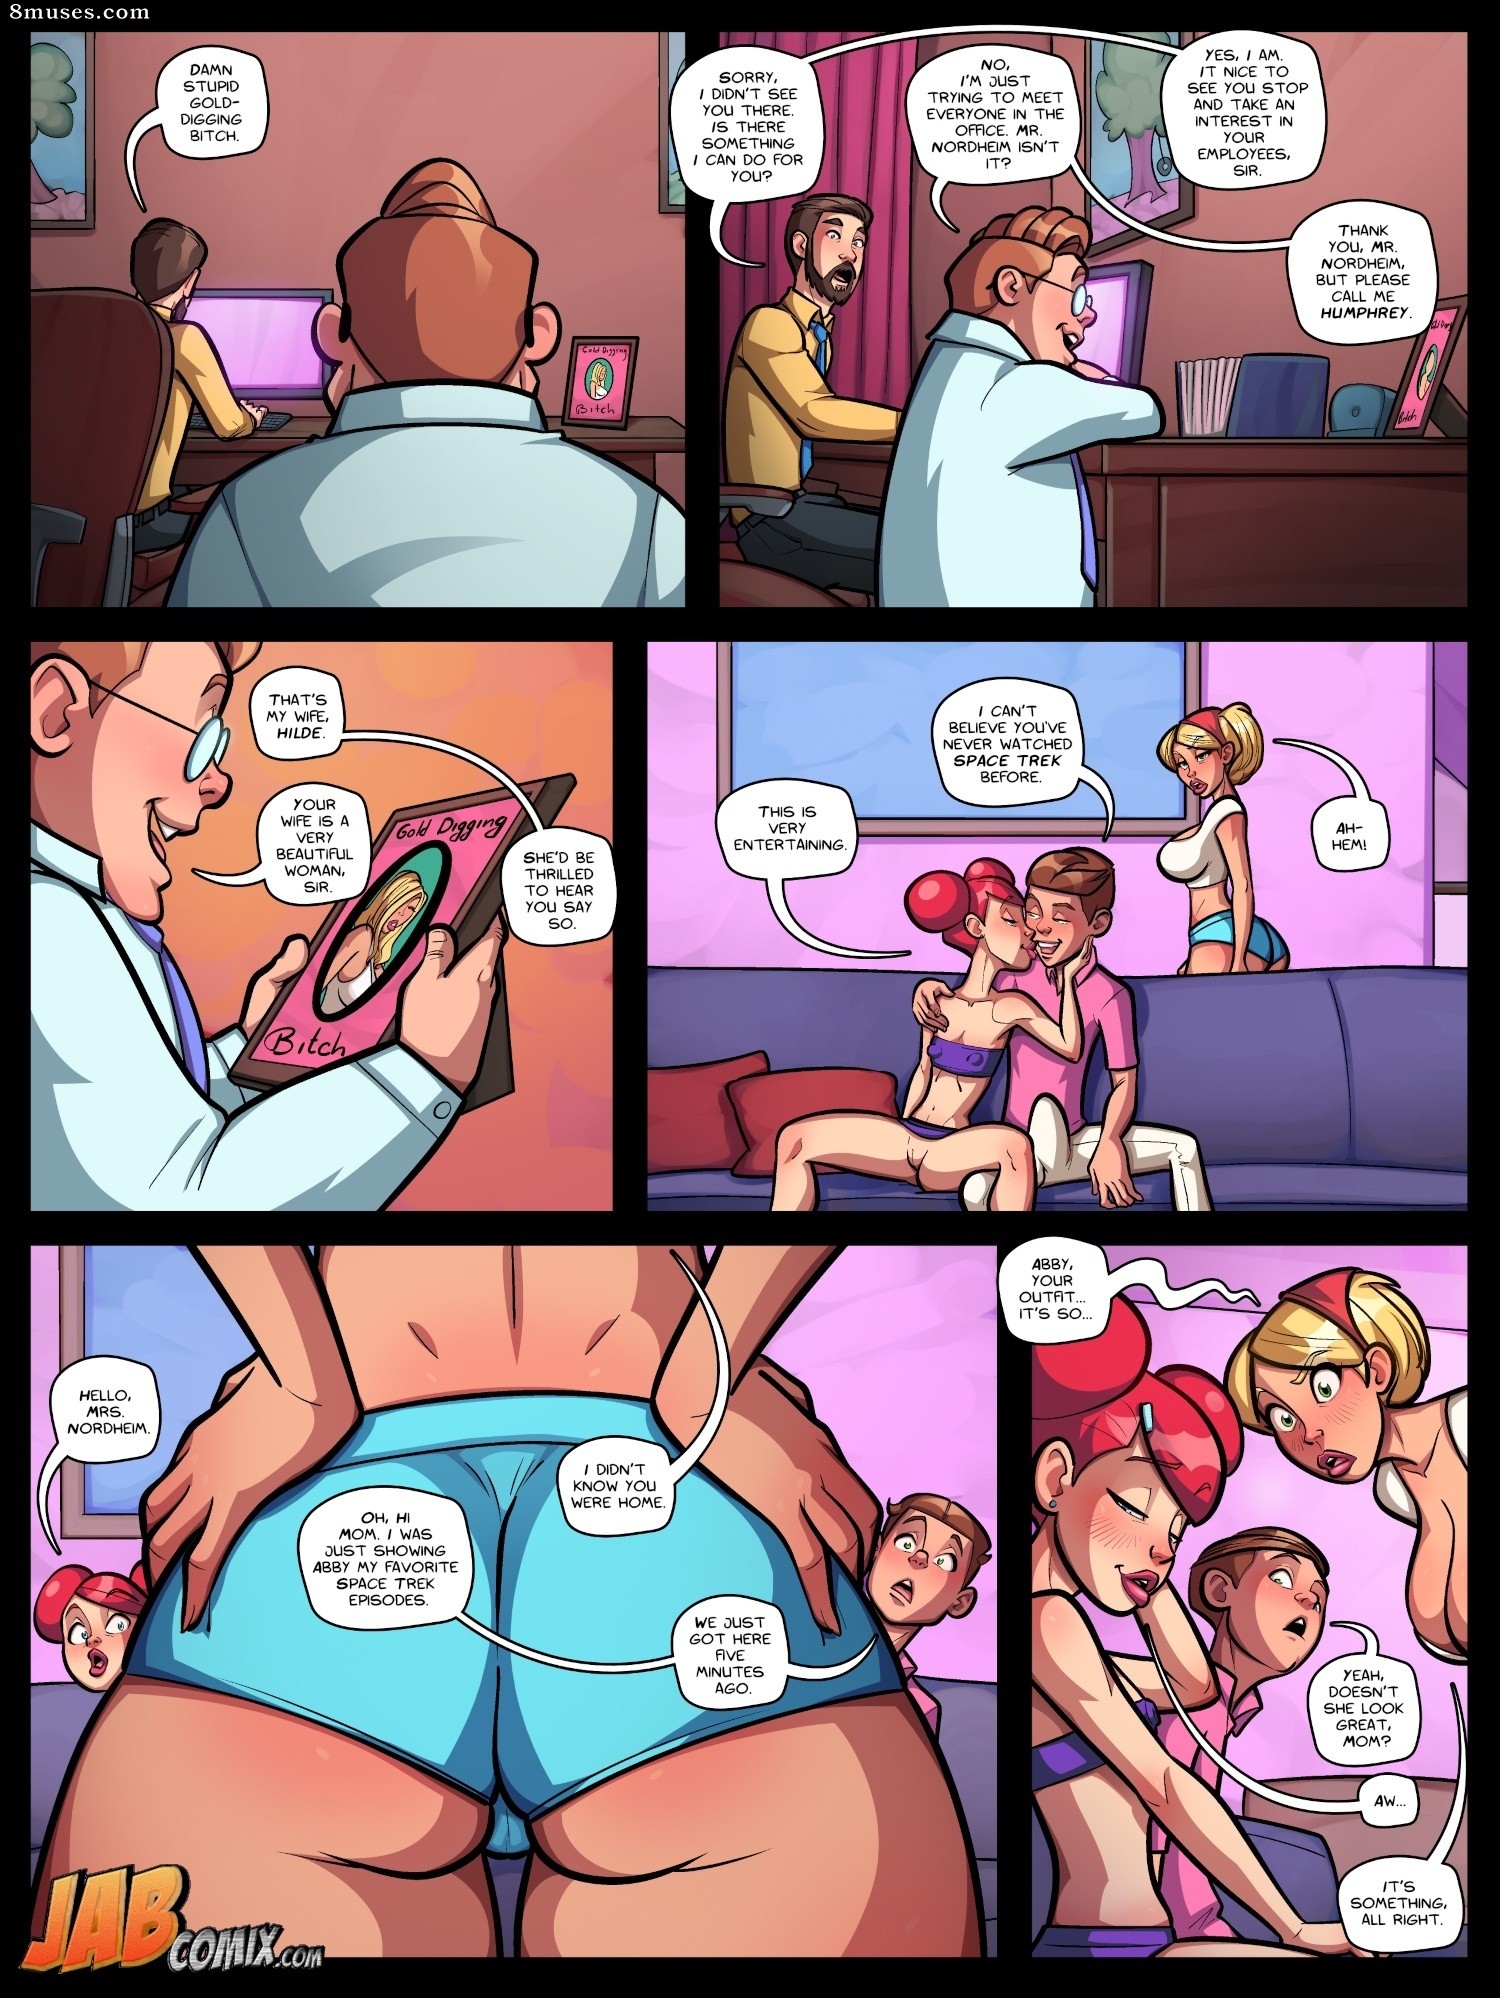 8muses.com
DAMN
STUPID
GOLD-
DIGGING
BITCH.
Gold Digging
Bitch
SORRY,
I DIDN'T SEE
YOU THERE.
IS THERE
SOMETHING
I CAN DO FOR
YOU?
NO,
I'M JUST
TRYING TO MEET
EVERYONE IN THE
OFFICE. MR.
NORDHEIM ISN'T
IT?
YES, I AM.
IT NICE TO
SEE YOU STOP
AND TAKE AN
INTEREST IN
YOUR
EMPLOYEES,
SIR.
THANK
YOU, MR.
NORDHEIM,
BUT PLEASE
CALL ME
HUMPHREY.
Bitch
THAT'S
MY WIFE,
HILDE.
YOUR
WIFE IS A
VERY
BEAUTIFUL
WOMAN,
SIR.
SHE'D BE
THRILLED
TO HEAR
YOU SAY
SO.
Gold Digging
Bitch
THIS IS
VERY
ENTERTAINING.
I CAN'T
BELIEVE YOU'VE
NEVER WATCHED
SPACE TREK
BEFORE.
AH-
HEM!
HELLO,
MRS.
NORDHEIM.
I DIDN'T
KNOW YOU
WERE HOME.
OH, HI
MOM. I WAS
JUST SHOWING
ABBY MY FAVORITE
SPACE TREK
EPISODES.
WE JUST
GOT HERE
FIVE
MINUTES
AGO.
ABBY,
YOUR
OUTFIT...
IT'S SO...
YEAH,
DOESN'T
SHE LOOK
GREAT,
MOM?
AW...
IT'S
SOMETHING,
ALL RIGHT.
JAB
COMIX.com